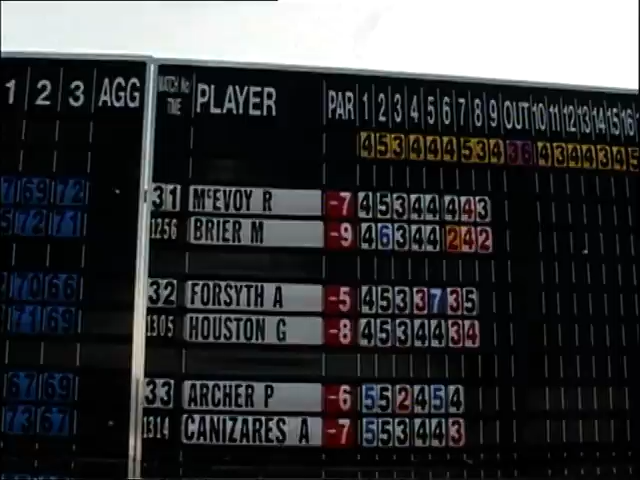 1 2 3 AGG MATCH No TIME PLAYER PAR 1 2 3 4 5 6 7 8 9 OUT 10 11 12 13 14 15 16
4 5 3 4 4 4 5 3 4 36 4 3 4 4 3 4 5
69 72 31 McEVOY R -7 4 5 3 4 4 4 4 3
72 71 1256 BRIER M -9 4 6 3 4 4 2 4 2
70 66 32 FORSYTH A -5 4 5 3 3 3 7 3 5
71 69 1305 HOUSTON G -8 4 5 3 4 4 3 4
67 69 33 ARCHER P -6 5 5 2 4 5 4
73 67 1314 CANIZARES A -7 5 5 3 4 4 3